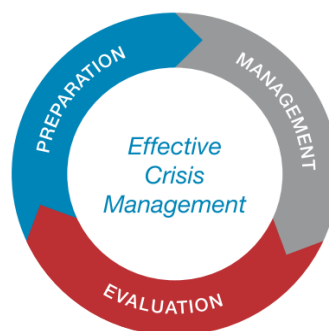 PREPARATION
MANAGEMENT
Effective
Crisis
Management
EVALUATION